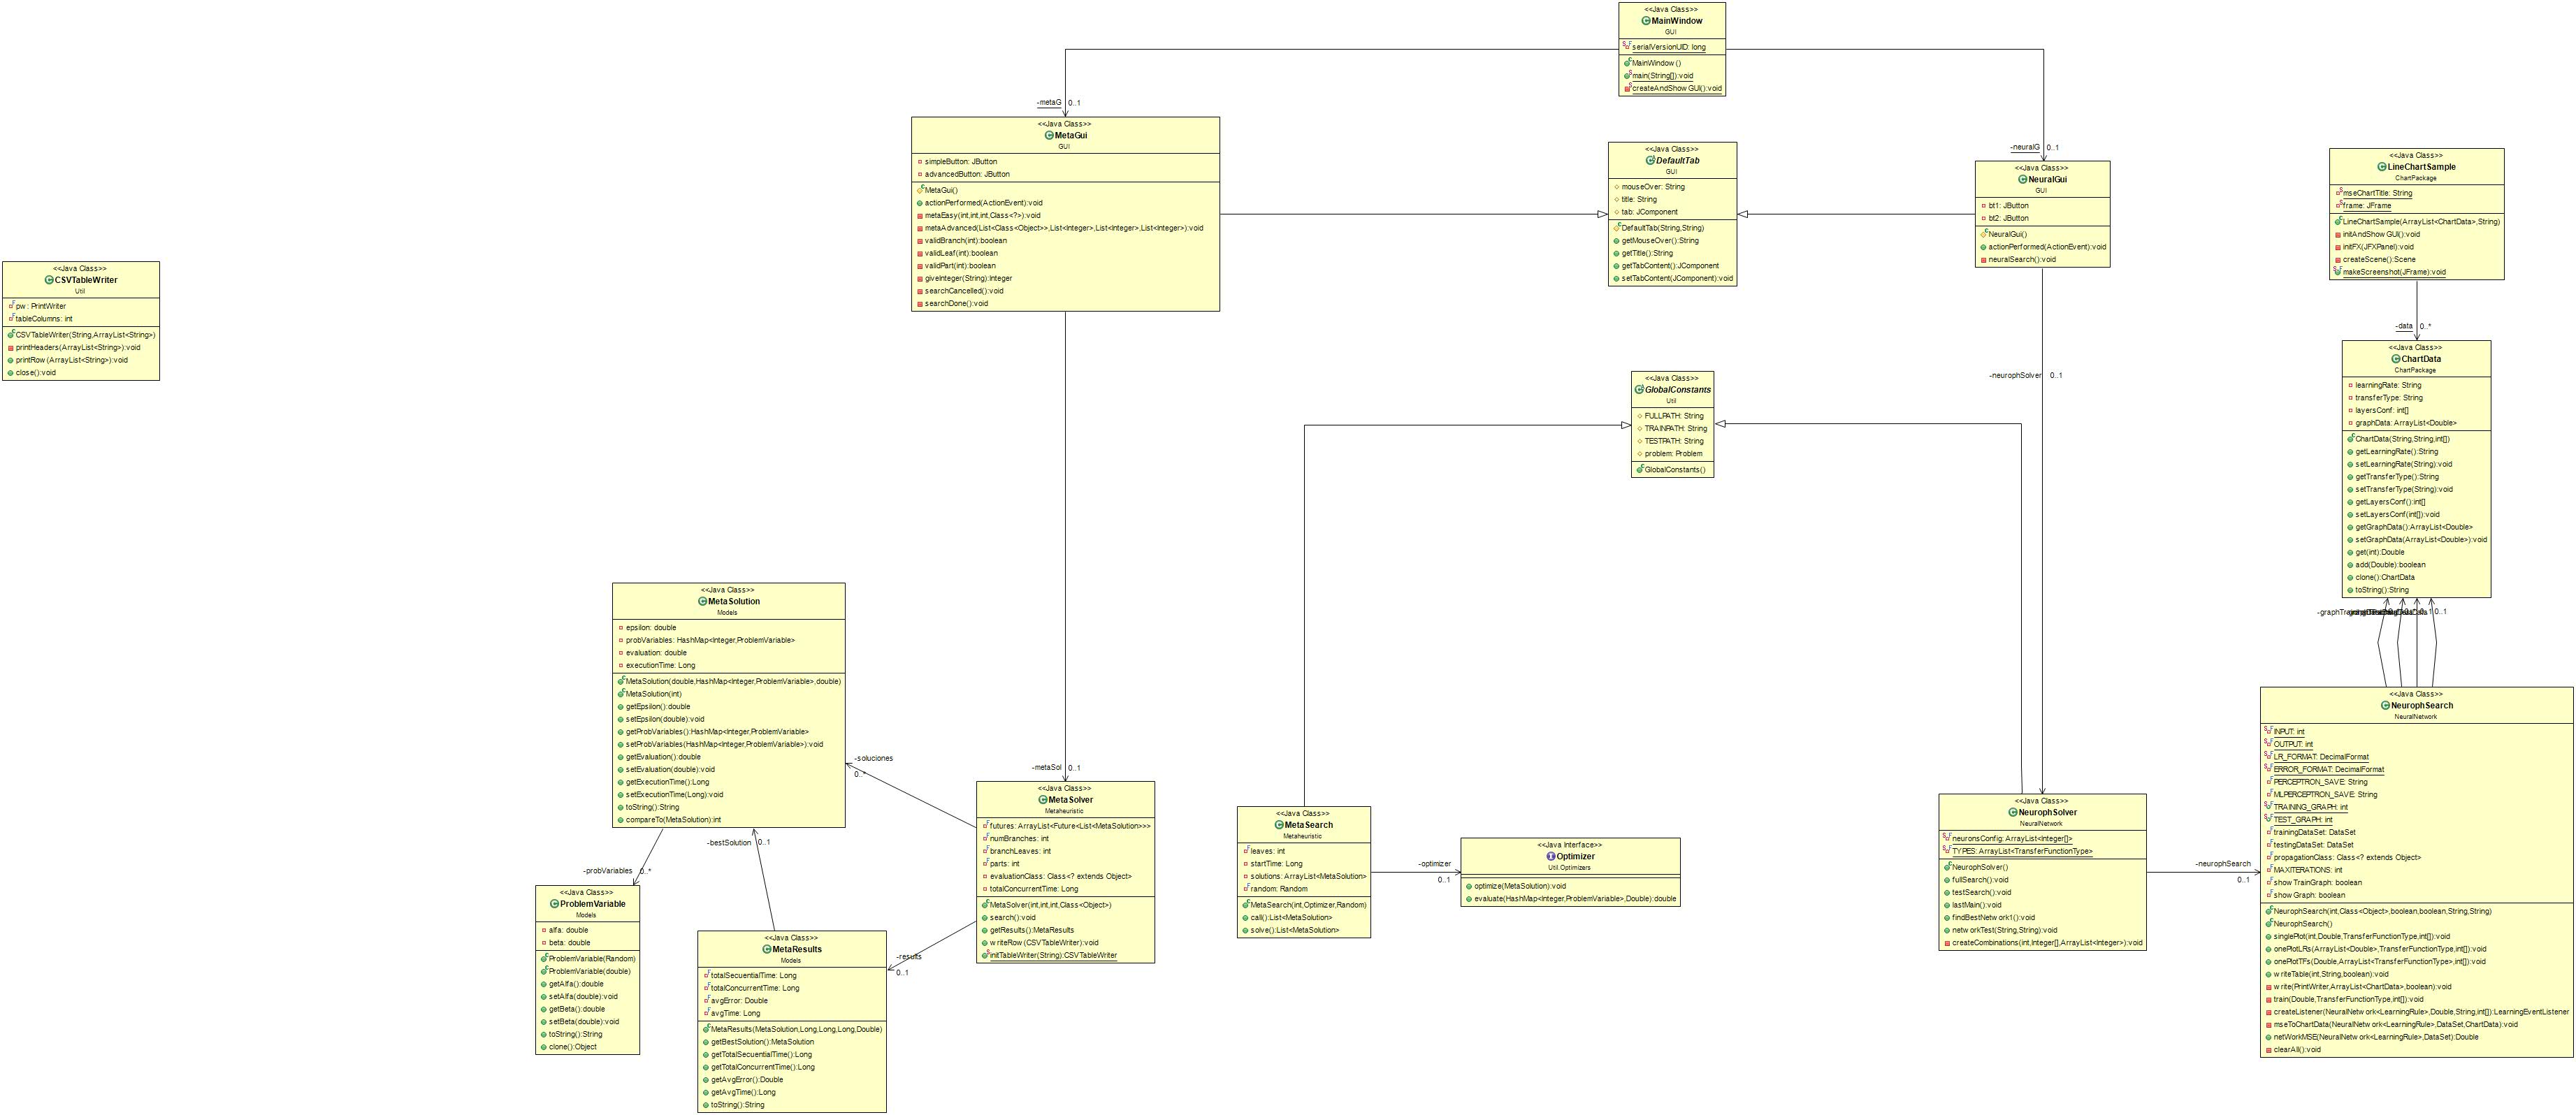 <<Java Class>>
MainWindow
GUI
serialVersionUID: long
MainWindow()
main(String[]):void
createAndShowGUI():void
-metaG
0..1
-neuralG
0..1
<<Java Class>>
MetaGui
GUI
simpleButton: JButton
advancedButton: JButton
MetaGui()
actionPerformed(ActionEvent):void
metaEasy(int,int,int,Class<?>):void
metaAdvanced(List<Class<Object>>,List<Integer>,List<Integer>,List<Integer>):void
validBranch(int):boolean
validLeaf(int):boolean
validPart(int):boolean
giveInteger(String):Integer
searchCancelled():void
searchDone():void
<<Java Class>>
DefaultTab
GUI
mouseOver: String
title: String
tab: JComponent
DefaultTab(String,String)
getMouseOver():String
getTitle():String
getTabContent():JComponent
setTabContent(JComponent):void
<<Java Class>>
NeuralGui
GUI
bt1: JButton
bt2: JButton
NeuralGui()
actionPerformed(ActionEvent):void
neuralSearch():void
<<Java Class>>
LineChartSample
ChartPackage
mseChartTitle: String
frame: JFrame
LineChartSample(ArrayList<ChartData>,String)
initAndShowGUI():void
initFX(JFXPanel):void
createScene():Scene
makeScreenshot(JFrame):void
-data
0..*
<<Java Class>>
CSVTableWriter
Util
pw: PrintWriter
tableColumns: int
CSVTableWriter(String,ArrayList<String>)
printHeaders(ArrayList<String>):void
printRow(ArrayList<String>):void
close():void
<<Java Class>>
ChartData
ChartPackage
learningRate: String
transferType: String
layersConf: int[]
graphData: ArrayList<Double>
ChartData(String,String,int[])
getLearningRate():String
setLearningRate(String):void
getTransferType():String
setTransferType(String):void
getLayersConf():int[]
setLayersConf(int[]):void
getGraphData():ArrayList<Double>
setGraphData(ArrayList<Double>):void
get(int):Double
add(Double):boolean
clone():ChartData
toString():String
-neurophSolver
0..1
<<Java Class>>
GlobalConstants
Util
FULLPATH: String
TRAINPATH: String
TESTPATH: String
problem: Problem
GlobalConstants()
0..1
<<Java Class>>
MetaSolution
Models
epsilon: double
probVariables: HashMap<Integer,ProblemVariable>
evaluation: double
executionTime: Long
MetaSolution(double,HashMap<Integer,ProblemVariable>,double)
MetaSolution(int)
getEpsilon():double
setEpsilon(double):void
getProbVariables():HashMap<Integer,ProblemVariable>
setProbVariables(HashMap<Integer,ProblemVariable>):void
getEvaluation():double
setEvaluation(double):void
getExecutionTime():Long
setExecutionTime(Long):void
toString():String
compareTo(MetaSolution):int
-soluciones
0..*
-metaSol
0..1
<<Java Class>>
MetaSolver
Metaheuristic
futures: ArrayList<Future<List<MetaSolution>>>
numBranches: int
branchLeaves: int
parts: int
evaluationClass: Class<? extends Object>
totalConcurrentTime: Long
MetaSolver(int,int,int,Class<Object>)
search():void
getResults():MetaResults
writeRow(CSVTableWriter):void
initTableWriter(String):CSVTableWriter
<<Java Class>>
MetaSearch
Metaheuristic
leaves: int
startTime: Long
solutions: ArrayList<MetaSolution>
random: Random
MetaSearch(int,Optimizer,Random)
call():List<MetaSolution>
solve():List<MetaSolution>
-optimizer
0..1
<<Java Interface>>
Optimizer
Util.Optimizers
optimize(MetaSolution):void
evaluate(HashMap<Integer,ProblemVariable>,Double):double
<<Java Class>>
NeurophSolver
NeuralNetwork
neuronsConfig: ArrayList<Integer[]>
TYPES: ArrayList<TransferFunctionType>
NeurophSolver()
fullSearch():void
testSearch():void
lastMain():void
findBestNetwork1():void
networkTest(String,String):void
createCombinations(int,Integer[],ArrayList<Integer>):void
-neurophSearch
0..1
<<Java Class>>
NeurophSearch
NeuralNetwork
INPUT: int
OUTPUT: int
LR_FORMAT: DecimalFormat
ERROR_FORMAT: DecimalFormat
PERCEPTRON_SAVE: String
MLPERCEPTRON_SAVE: String
TRAINING_GRAPH: int
TEST_GRAPH: int
trainingDataSet: DataSet
testingDataSet: DataSet
propagationClass: Class<? extends Object>
MAXITERATIONS: int
showTrainGraph: boolean
showGraph: boolean
NeurophSearch(int,Class<Object>,boolean,boolean,String,String)
NeurophSearch()
singlePlot(int,Double,TransferFunctionType,int[]):void
onePlotLRs(ArrayList<Double>,TransferFunctionType,int[]):void
onePlotTFs(Double,ArrayList<TransferFunctionType>,int[]):void
writeTable(int,String,boolean):void
write(PrintWriter,ArrayList<ChartData>,boolean):void
train(Double,TransferFunctionType,int[]):void
createListener(NeuralNetwork<LearningRule>,Double,String,int[]):LearningEventListener
mseToChartData(NeuralNetwork<LearningRule>,DataSet,ChartData):void
netWorkMSE(NeuralNetwork<LearningRule>,DataSet):Double
clearAll():void
-bestSolution
0..1
-probVariables
0..*
<<Java Class>>
ProblemVariable
Models
alfa: double
beta: double
ProblemVariable(Random)
ProblemVariable(double)
getAlfa():double
setAlfa(double):void
getBeta():double
setBeta(double):void
toString():String
clone():Object
-results
0..1
<<Java Class>>
MetaResults
Models
totalSecuentialTime: Long
totalConcurrentTime: Long
avgError: Double
avgTime: Long
MetaResults(MetaSolution,Long,Long,Long,Double)
getBestSolution():MetaSolution
getTotalSecuentialTime():Long
getTotalConcurrentTime():Long
getAvgError():Double
getAvgTime():Long
toString():String